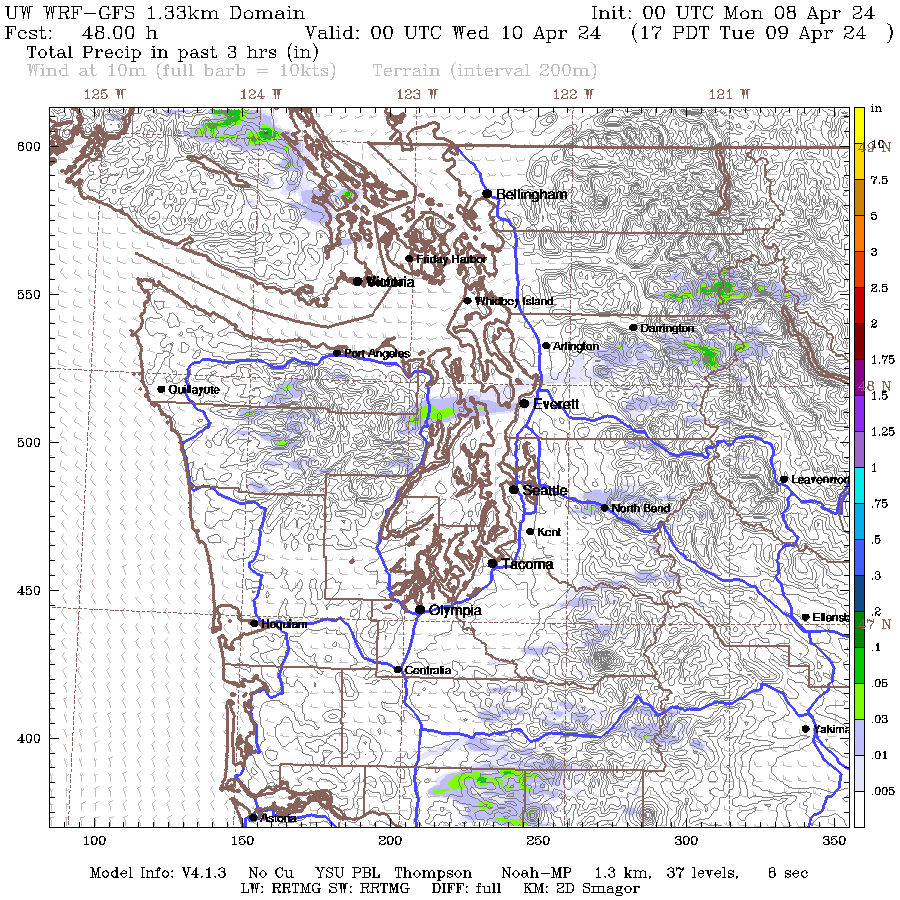 UW WRF-GFS 1.33km Domain Init: 00 UTC Mon 08 Apr 24
Fcst: 48.00 h Valid: 00 UTC Wed 10 Apr 24 (17 PDT Tue 09 Apr 24 )
Total Precip in past 3 hrs (in)
Wind at 10m (full barb = 10kts) Terrain (interval 200m)
125 W 124 W 123 W 122 W 121 W
in
600
10
7.5
Bellingham
5
Friday Harbor
3
Victoria
2.5
550
Whidbey Island
Darrington
2
Arlington
Port Angeles
1.75
Quillayute
48 N
1.5
Everett
1.25
500
1
Leavenwor
Seattle
.75
North Bend
Kent
.5
Tacoma
.3
450
Olympia
.2
Ellensb
47 N
Hoquiam
.1
Centralia
.05
.03
Yakima
400
.01
.005
Astoria
100 150 200 250 300 350
Model Info: V4.1.3 No Cu YSU PBL Thompson Noah-MP 1.3 km, 37 levels, 8 sec
LW: RRTMG SW: RRTMG DIFF: full KM: 2D Smagor